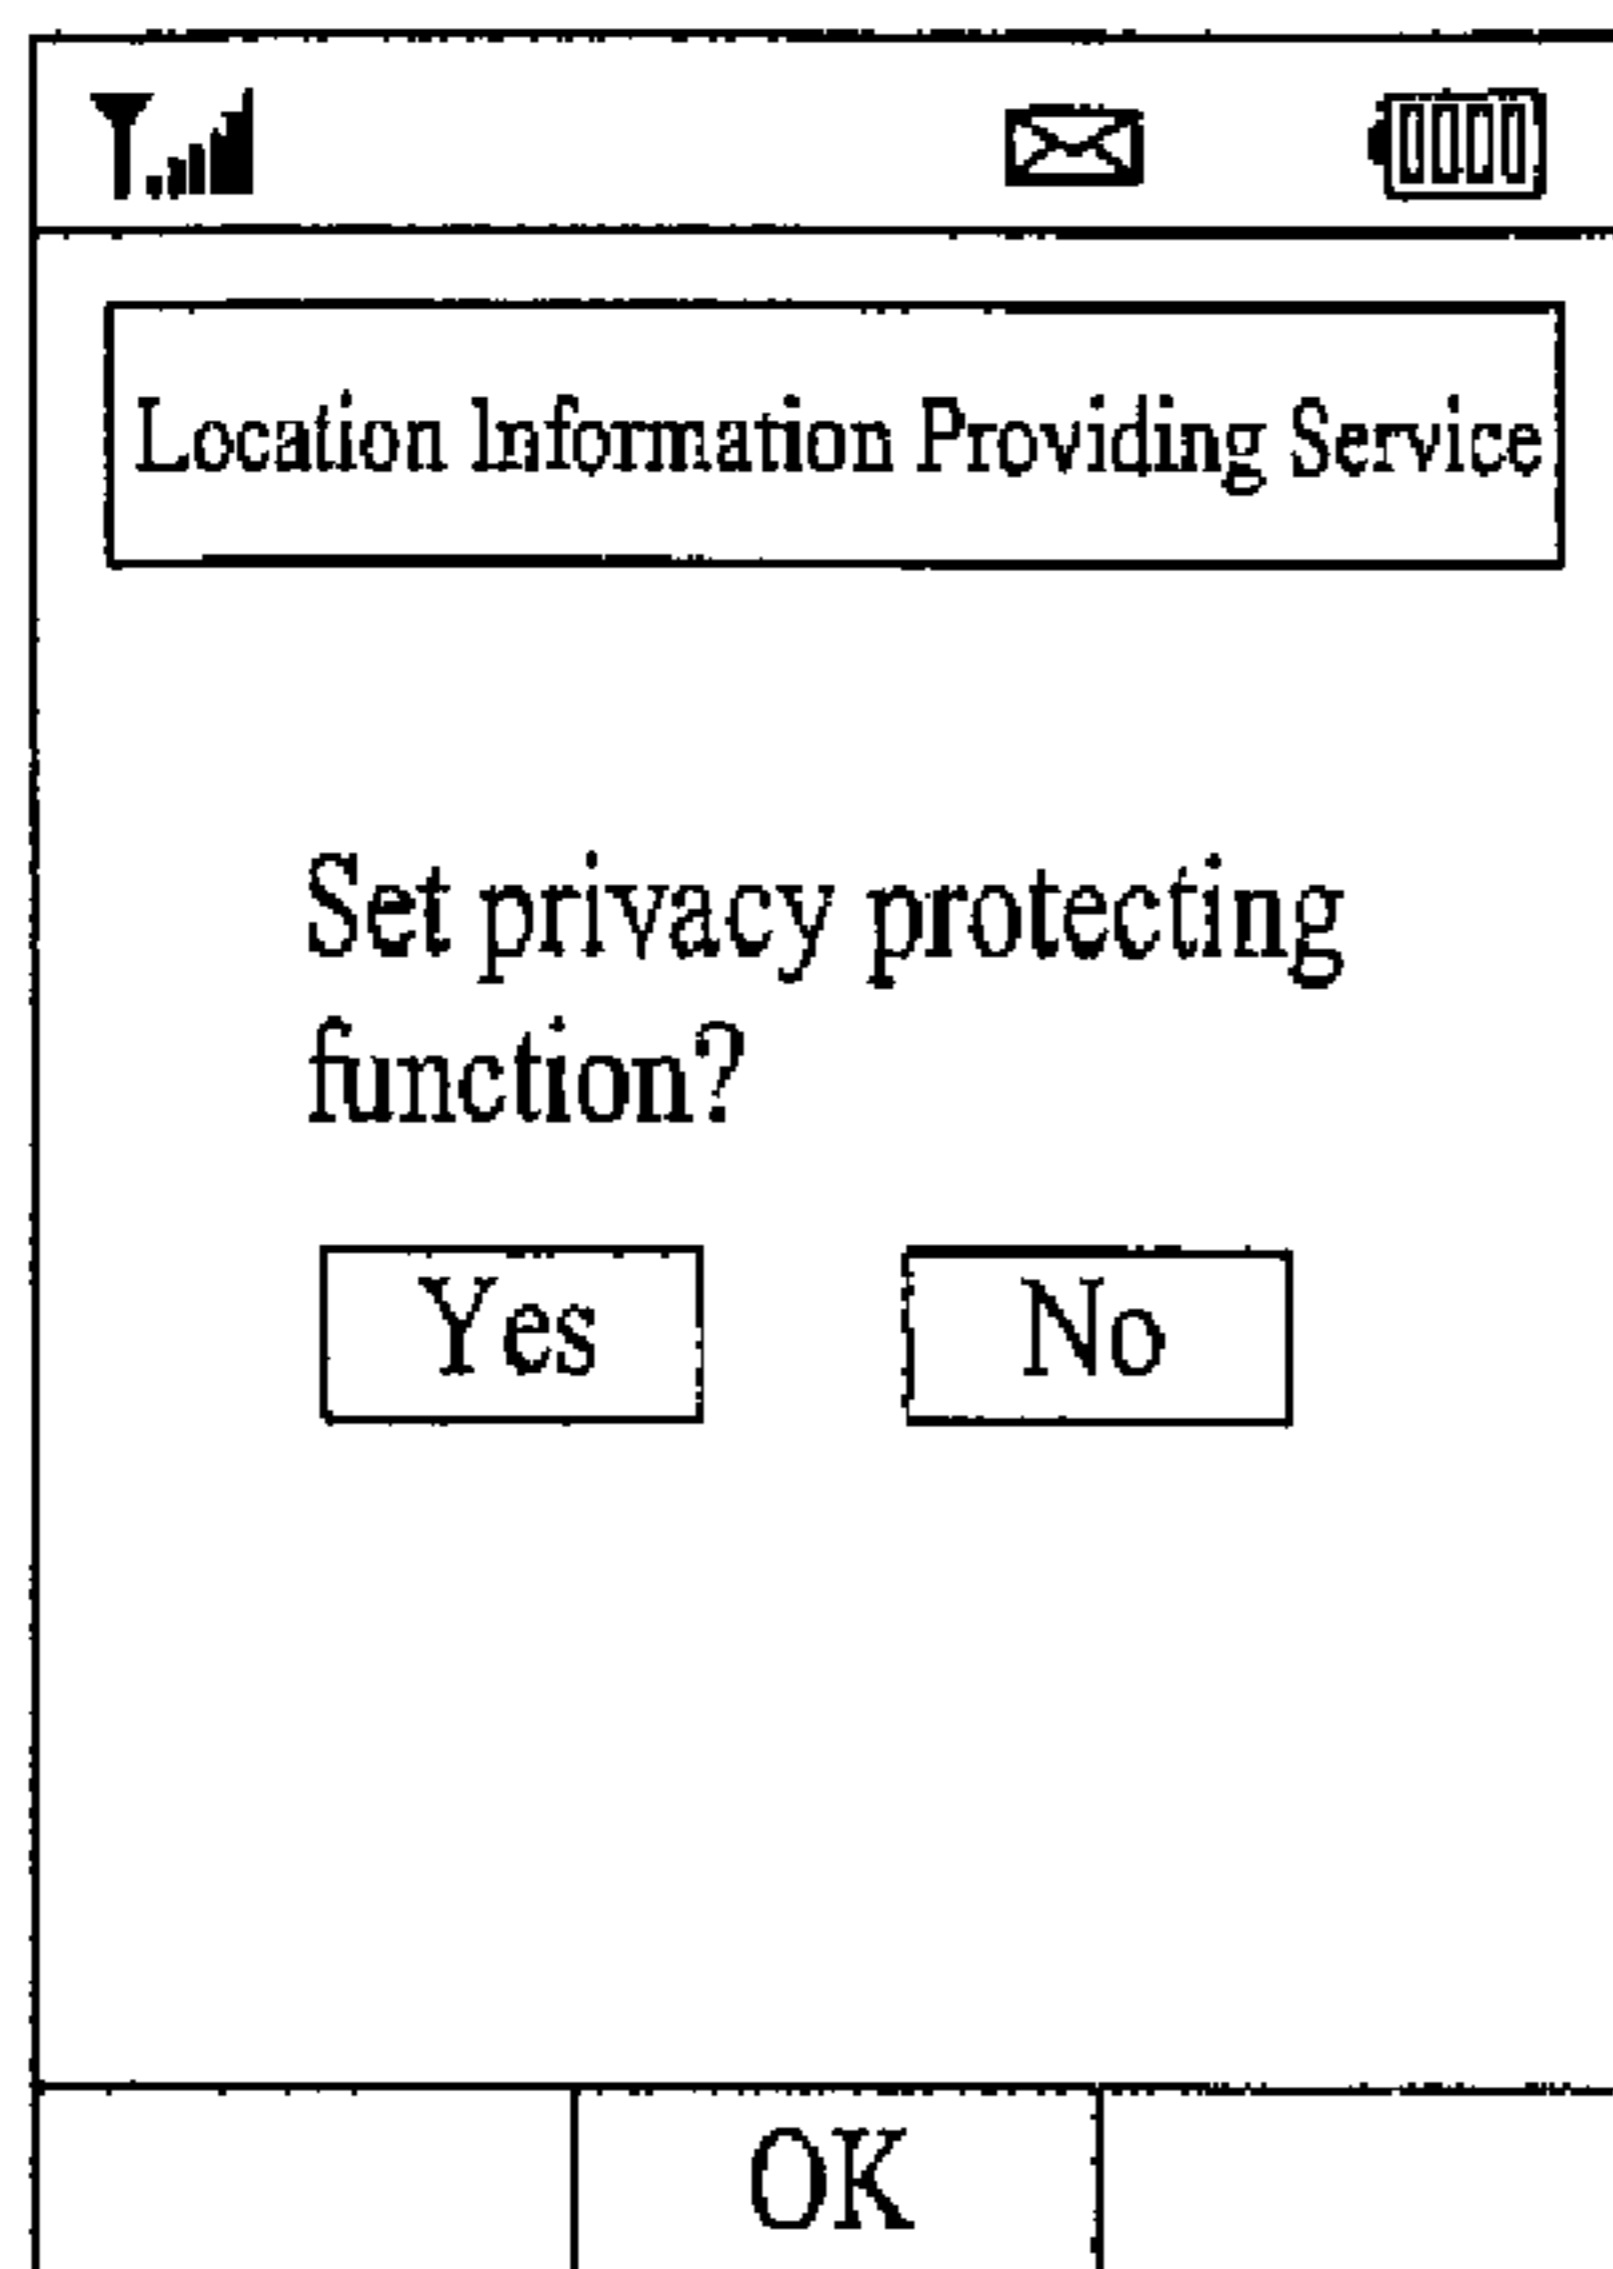 Location Information Providing Service
Set privacy protecting
function?
Yes No
OK